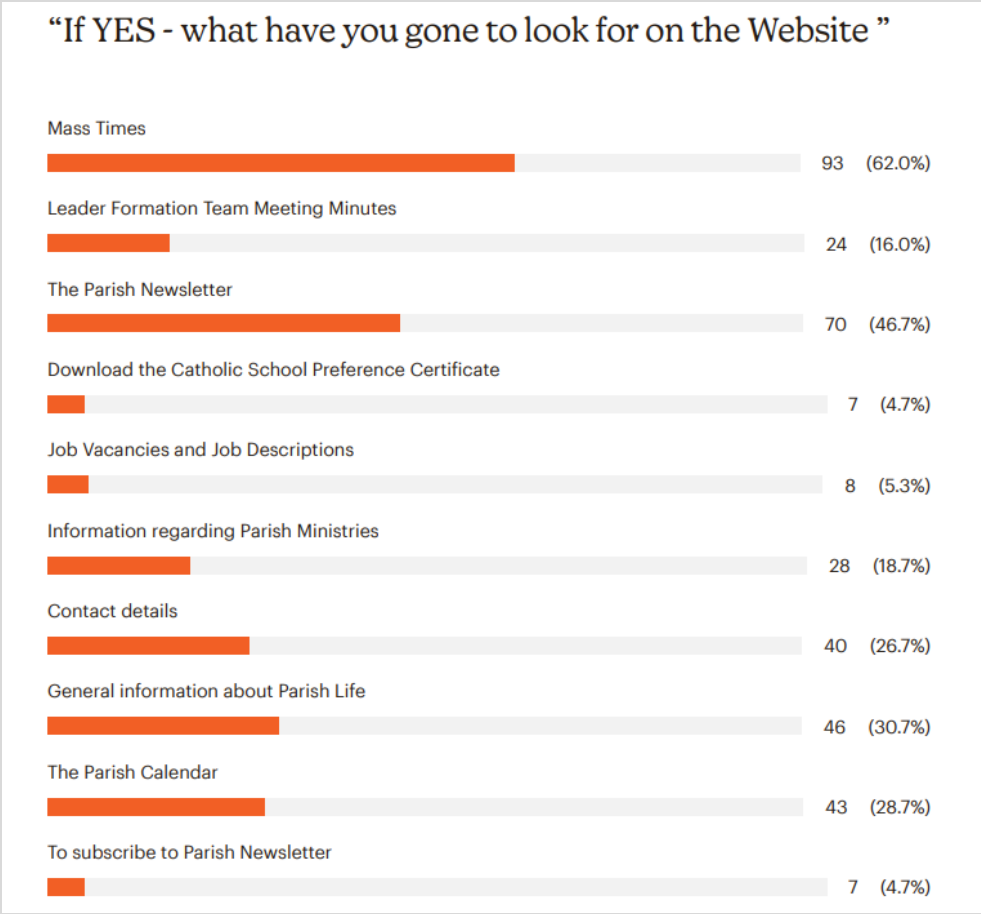 “If YES - what have you gone to look for on the Website ”
Mass Times
93 (62.0%)
Leader Formation Team Meeting Minutes
24 (16.0%)
The Parish Newsletter
70 (46.7%)
Download the Catholic School Preference Certificate
7 (4.7%)
Job Vacancies and Job Descriptions
8 (5.3%)
Information regarding Parish Ministries
28 (18.7%)
Contact details
40 (26.7%)
General information about Parish Life
46 (30.7%)
The Parish Calendar
43 (28.7%)
To subscribe to Parish Newsletter
7 (4.7%)